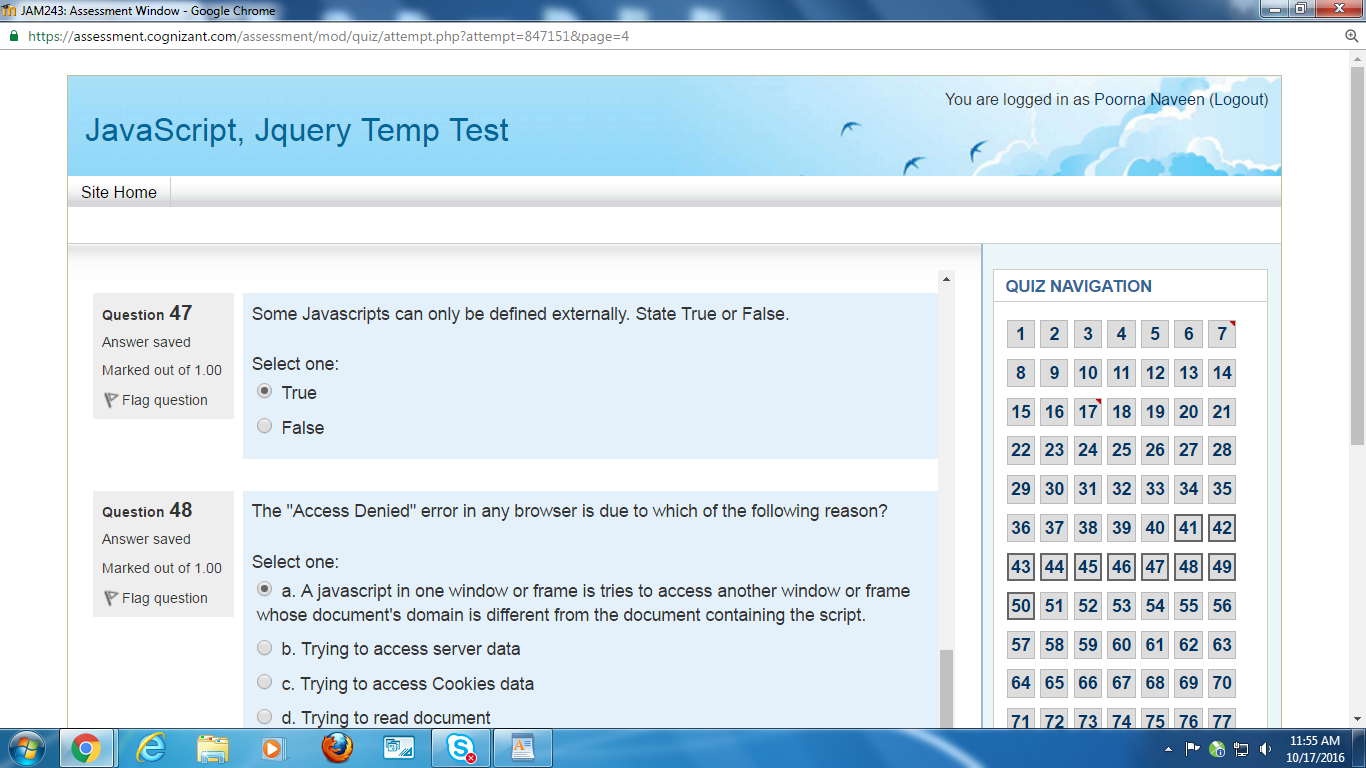 JAM243: Assessment Window - Google Chrome
https://assessment.cognizant.com/assessment/mod/quiz/attempt.php?attempt=847151&page=4
You are logged in as Poorna Naveen (Logout)
JavaScript, Jquery Temp Test
Site Home
Question 47
Answer saved
Marked out of 1.00
Flag question
Some Javascripts can only be defined externally. State True or False.
Select one:
True
False
Question 48
Answer saved
Marked out of 1.00
Flag question
The "Access Denied" error in any browser is due to which of the following reason?
Select one:
a. A javascript in one window or frame is tries to access another window or frame
whose document's domain is different from the document containing the script.
b. Trying to access server data
c. Trying to access Cookies data
d. Trying to read document
QUIZ NAVIGATION
1 2 3 4 5 6 7
8 9 10 11 12 13 14
15 16 17 18 19 20 21
22 23 24 25 26 27 28
29 30 31 32 33 34 35
36 37 38 39 40 41 42
43 44 45 46 47 48 49
50 51 52 53 54 55 56
57 58 59 60 61 62 63
64 65 66 67 68 69 70
71 72 73 74 75 76 77
11:55 AM
10/17/2016